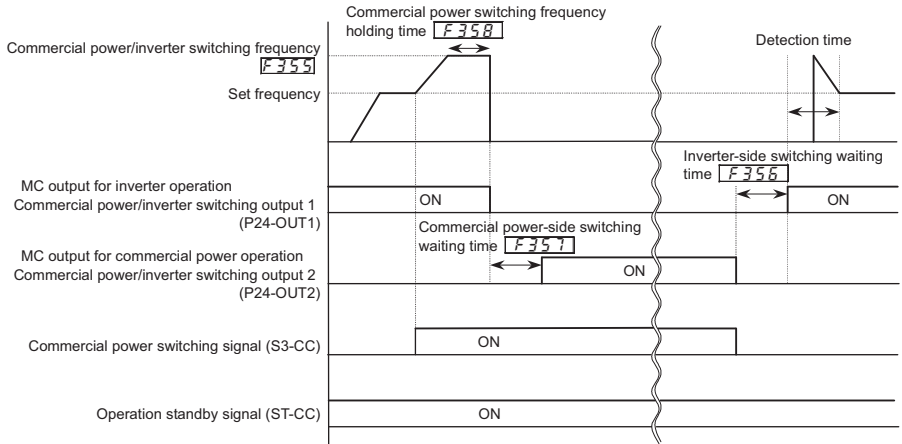 Commercial power switching frequency
holding time F358
Commercial power/inverter switching frequency
F355
Detection time
Set frequency
Inverter-side switching waiting
time F356
MC output for inverter operation
Commercial power/inverter switching output 1
(P24-OUT1)
ON
ON
Commercial power-side switching
waiting time F357
MC output for commercial power operation
Commercial power/inverter switching output 2
(P24-OUT2)
ON
Commercial power switching signal (S3-CC)
ON
Operation standby signal (ST-CC)
ON